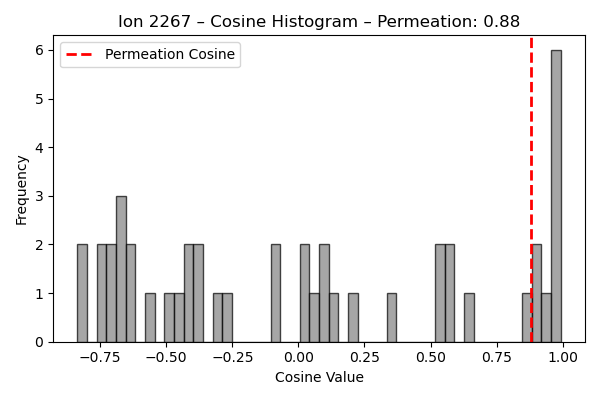 Ion 2267 – Cosine Histogram – Permeation: 0.88
Permeation Cosine
Frequency
6
5
4
3
2
1
0
−0.75 −0.50 −0.25 0.00 0.25 0.50 0.75 1.00
Cosine Value